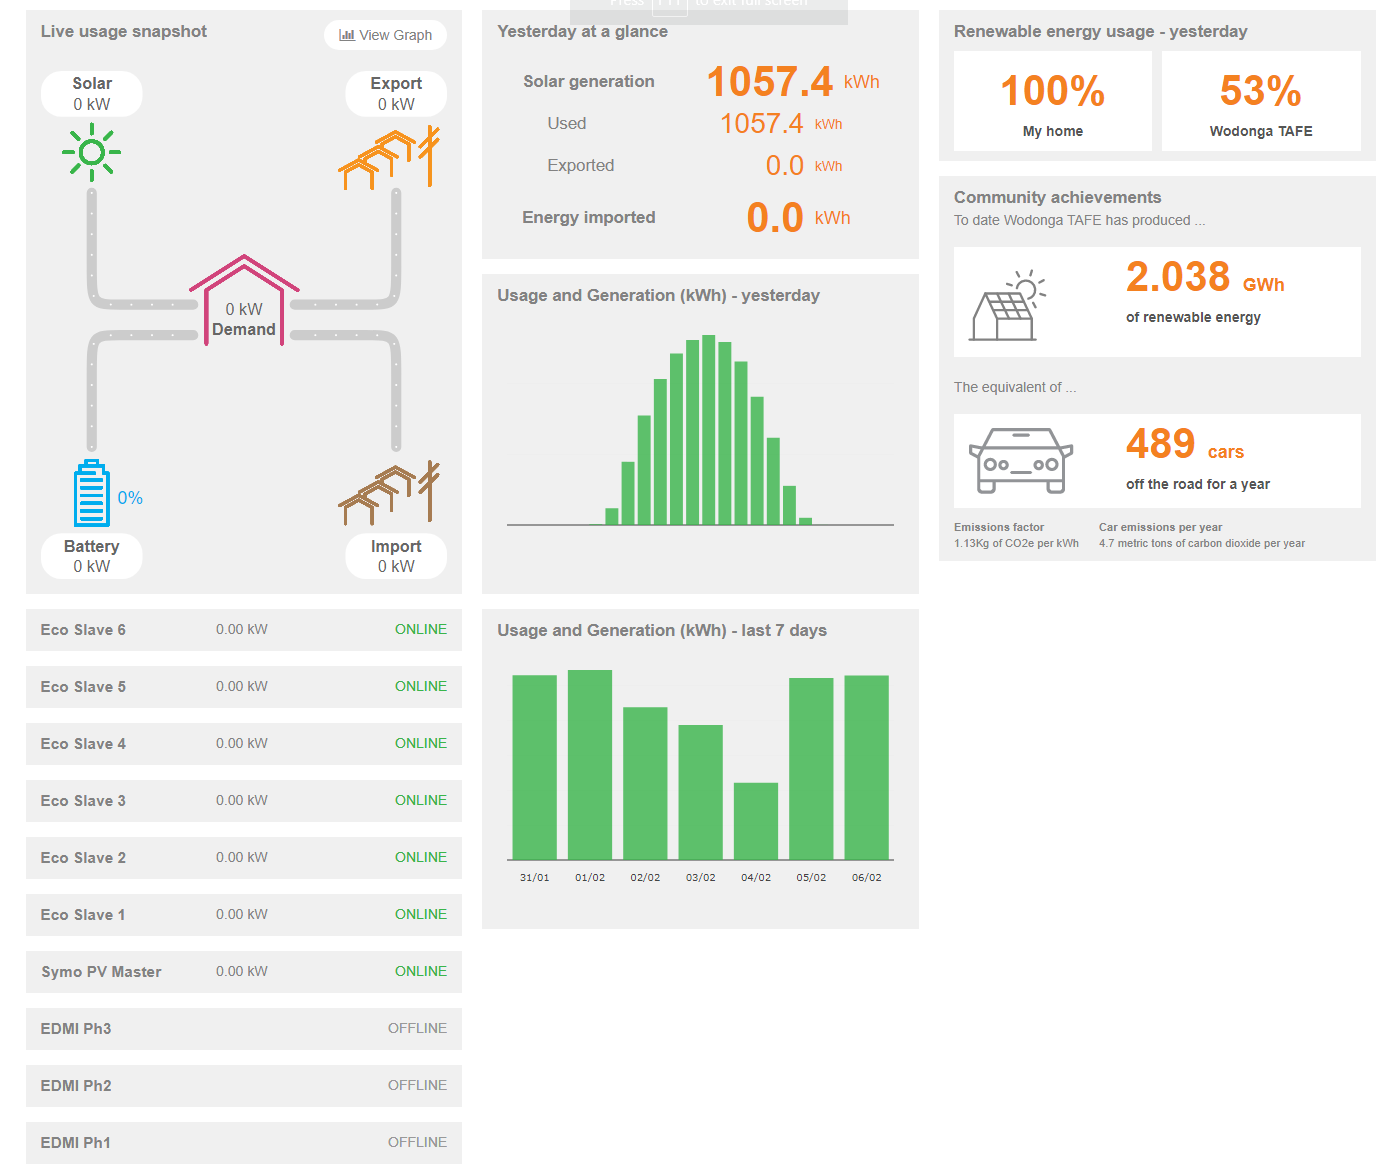 Press F11 to exit full screen
Live usage snapshot
View Graph
Solar
0 kW
Export
0 kW
0 kW
Demand
0%
Battery
0 kW
Import
0 kW
Eco Slave 6 0.00 kW ONLINE
Eco Slave 5 0.00 kW ONLINE
Eco Slave 4 0.00 kW ONLINE
Eco Slave 3 0.00 kW ONLINE
Eco Slave 2 0.00 kW ONLINE
Eco Slave 1 0.00 kW ONLINE
Symo PV Master 0.00 kW ONLINE
EDMI Ph3 OFFLINE
EDMI Ph2 OFFLINE
EDMI Ph1 OFFLINE
Yesterday at a glance
Solar generation 1057.4 kWh
Used 1057.4 kWh
Exported 0.0 kWh
Energy imported 0.0 kWh
Usage and Generation (kWh) - yesterday
Usage and Generation (kWh) - last 7 days
31/01 01/02 02/02 03/02 04/02 05/02 06/02
Renewable energy usage - yesterday
100%
My home
53%
Wodonga TAFE
Community achievements
To date Wodonga TAFE has produced ...
2.038 GWh
of renewable energy
The equivalent of ...
489 cars
off the road for a year
Emissions factor
1.13Kg of CO2e per kWh
Car emissions per year
4.7 metric tons of carbon dioxide per year